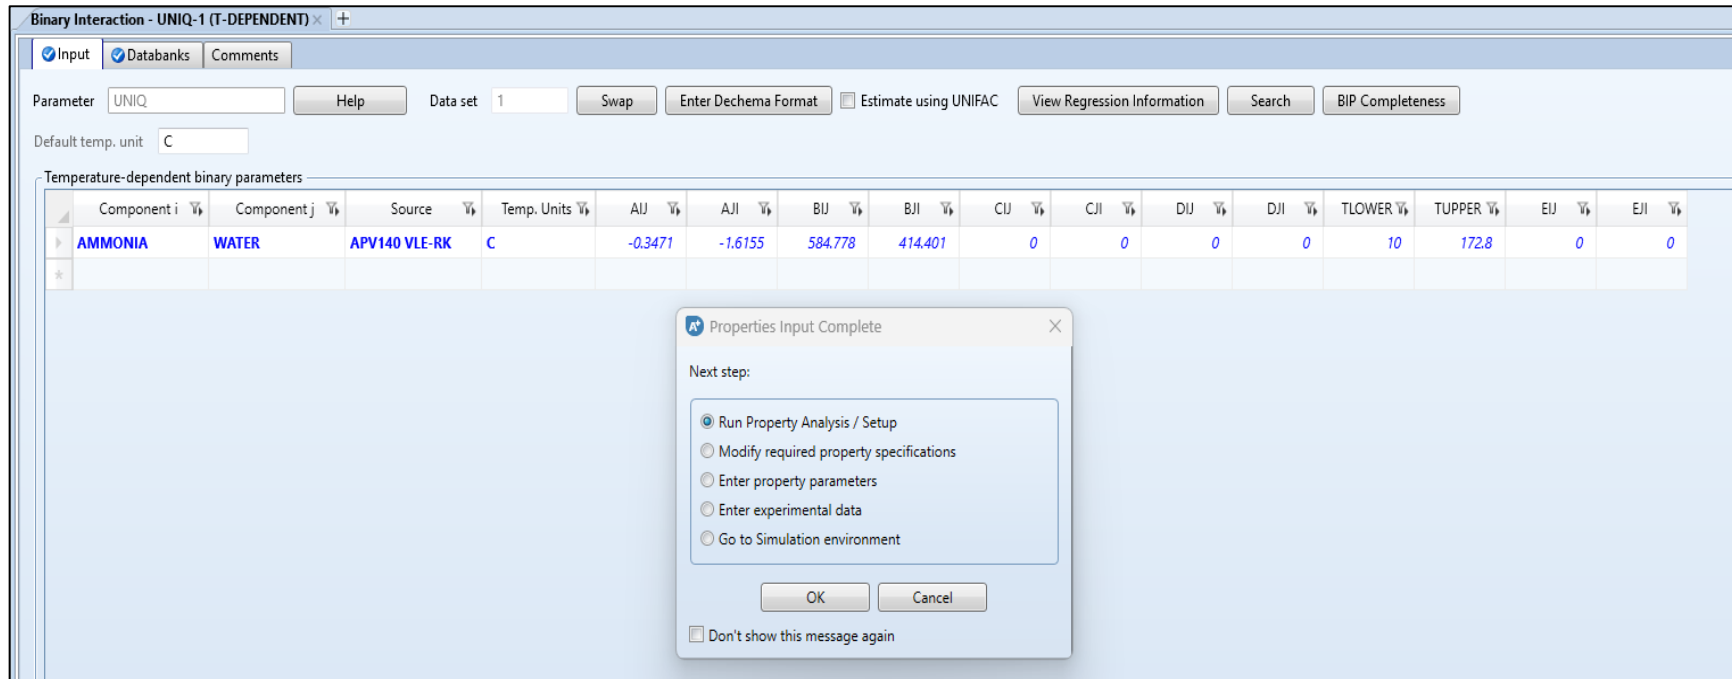 Binary Interaction - UNIQ-1 (T-DEPENDENT) × +
Input Databanks Comments
Parameter UNIQ Help Data set 1 Swap Enter Dechema Format Estimate using UNIFAC View Regression Information Search BIP Completeness
Default temp. unit C
Temperature-dependent binary parameters
Component i Component j Source Temp. Units AIJ AJI BIJ BJI CIJ CJI DIJ DJI TLOWER TUPPER EIJ EJI
AMMONIA WATER APV140 VLE-RK C -0.3471 -1.6155 584.778 414.401 0 0 0 0 10 172.8 0 0
Properties Input Complete
Next step:
Run Property Analysis / Setup
Modify required property specifications
Enter property parameters
Enter experimental data
Go to Simulation environment
OK Cancel
Don't show this message again